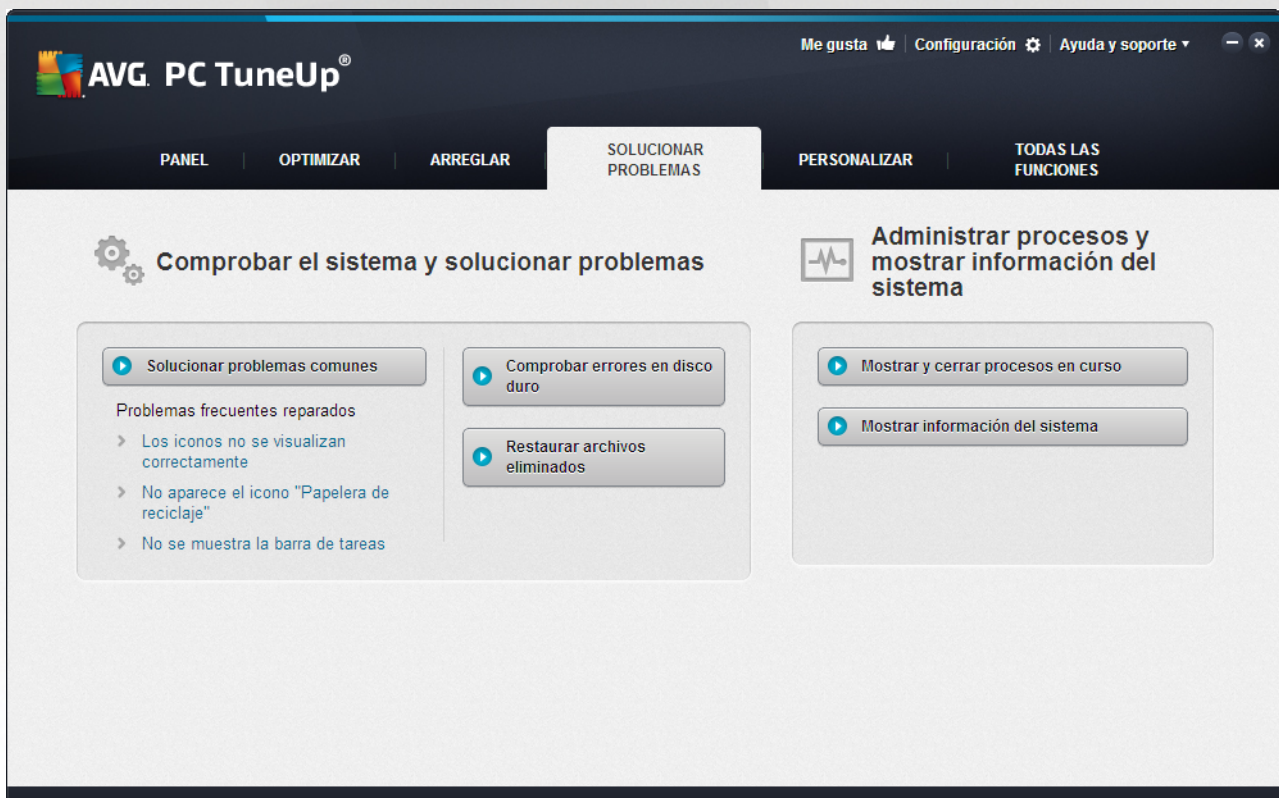 Me gusta
Configuración
Ayuda y soporte
AVG. PC TuneUp®
PANEL
OPTIMIZAR
ARREGLAR
SOLUCIONAR
PROBLEMAS
PERSONALIZAR
TODAS LAS
FUNCIONES
Comprobar el sistema y solucionar problemas
Solucionar problemas comunes
Problemas frecuentes reparados
Los iconos no se visualizan
correctamente
No aparece el icono "Papelera de
reciclaje"
No se muestra la barra de tareas
Comprobar errores en disco
duro
Restaurar archivos
eliminados
Administrar procesos y
mostrar información del
sistema
Mostrar y cerrar procesos en curso
Mostrar información del sistema